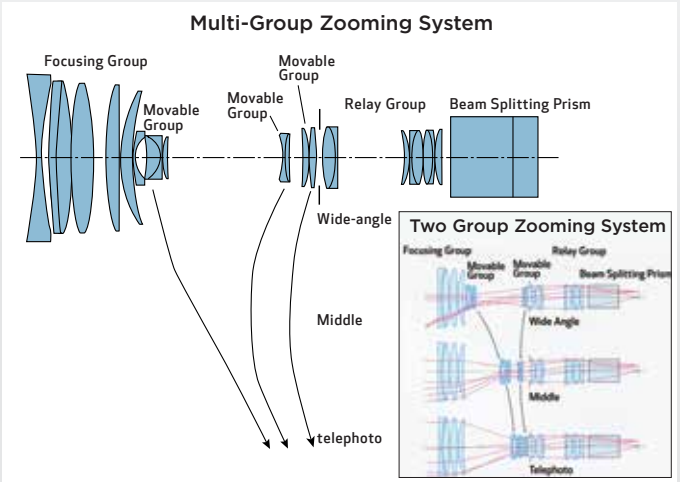 Multi-Group Zooming System
Focusing Group
Movable
Group
Movable
Group
Movable
Group
Relay Group
Beam Splitting Prism
Wide-angle
Middle
telephoto
Two Group Zooming System
Focusing Group
Movable
Group
Movable
Group
Relay Group
Beam Splitting Prism
Wide Angle
Middle
Telephoto